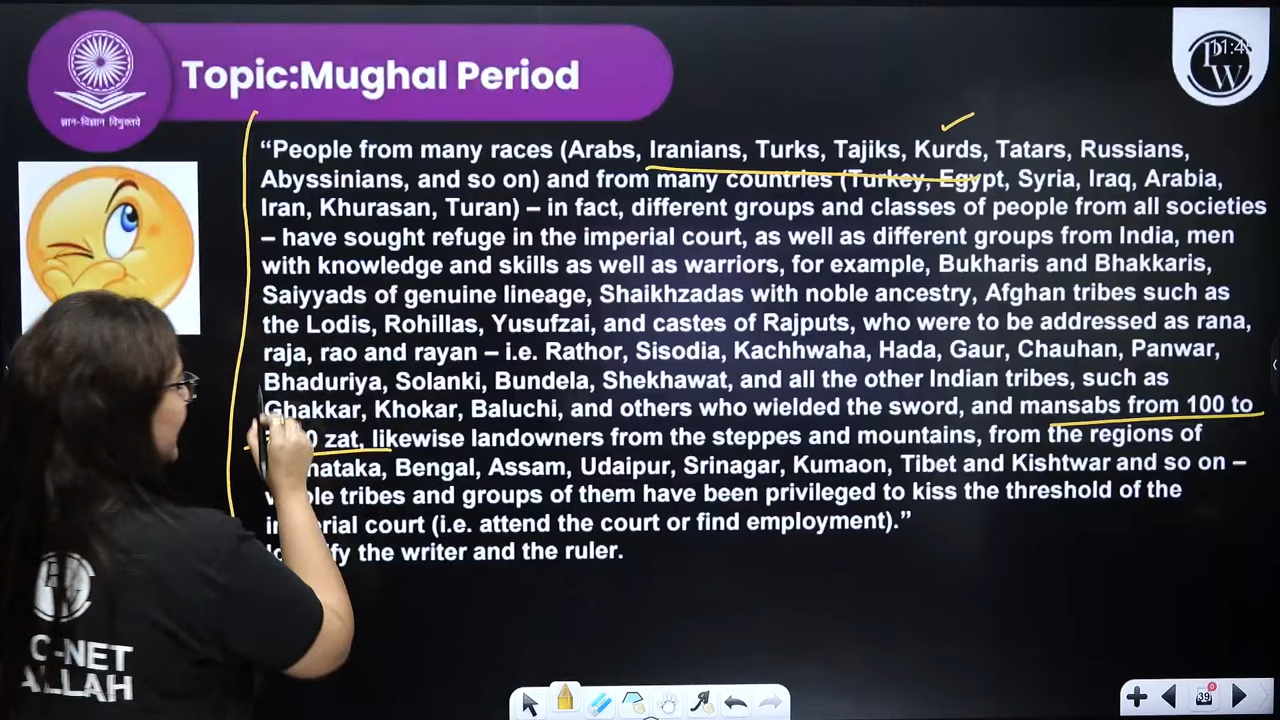 Topic:Mughal Period
ज्ञान-विज्ञान विमुक्तये
11:4
PW
“People from many races (Arabs, Iranians, Turks, Tajiks, Kurds, Tatars, Russians,
Abyssinians, and so on) and from many countries (Turkey, Egypt, Syria, Iraq, Arabia,
Iran, Khurasan, Turan) – in fact, different groups and classes of people from all societies
– have sought refuge in the imperial court, as well as different groups from India, men
with knowledge and skills as well as warriors, for example, Bukharis and Bhakkaris,
Saiyyads of genuine lineage, Shaikhzadas with noble ancestry, Afghan tribes such as
the Lodis, Rohillas, Yusufzai, and castes of Rajputs, who were to be addressed as rana,
raja, rao and rayan – i.e. Rathor, Sisodia, Kachhwaha, Hada, Gaur, Chauhan, Panwar,
Bhaduriya, Solanki, Bundela, Shekhawat, and all the other Indian tribes, such as
Ghakkar, Khokar, Baluchi, and others who wielded the sword, and mansabs from 100 to
zat, likewise landowners from the steppes and mountains, from the regions of
Bengal, Assam, Udaipur, Srinagar, Kumaon, Tibet and Kishtwar and so on –
tribes and groups of them have been privileged to kiss the threshold of the
court (i.e. attend the court or find employment).”
the writer and the ruler.
C -NET
ALLAH
39